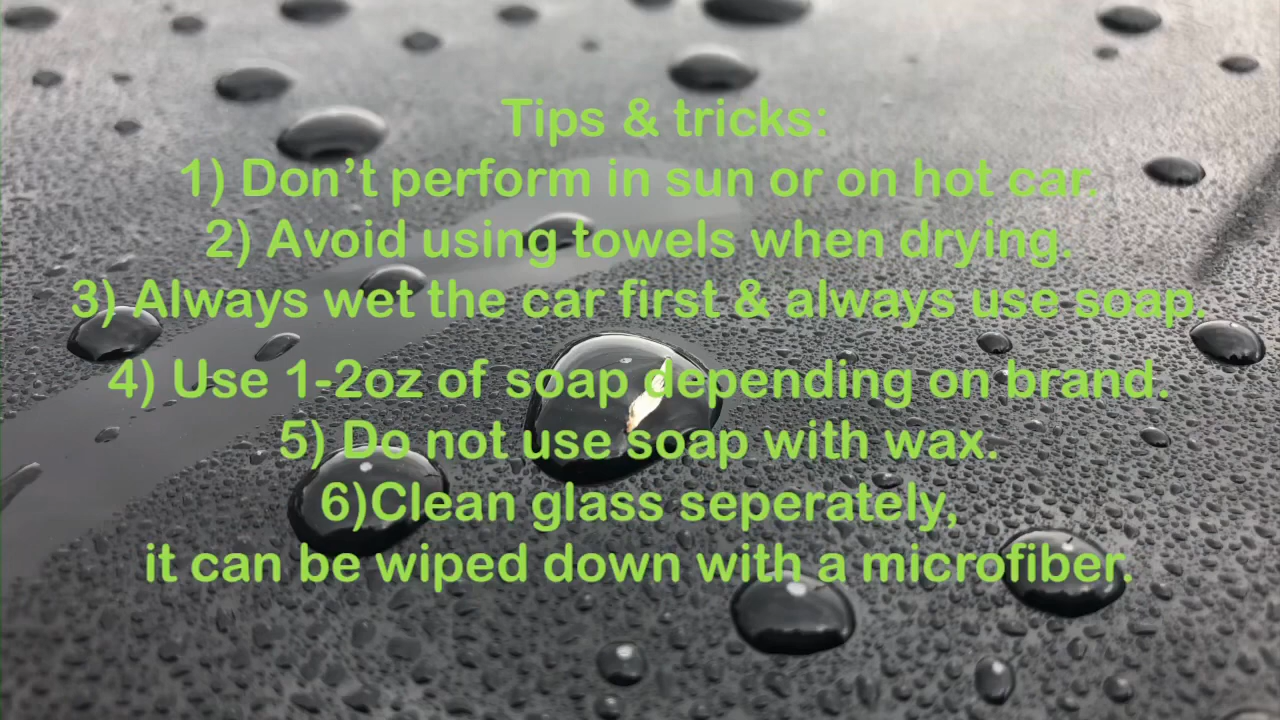 Tips & tricks:
1) Don’t perform in sun or on hot car.
2) Avoid using towels when drying.
3) Always wet the car first & always use soap.
4) Use 1-2oz of soap depending on brand.
5) Do not use soap with wax.
6)Clean glass seperately,
it can be wiped down with a microfiber.